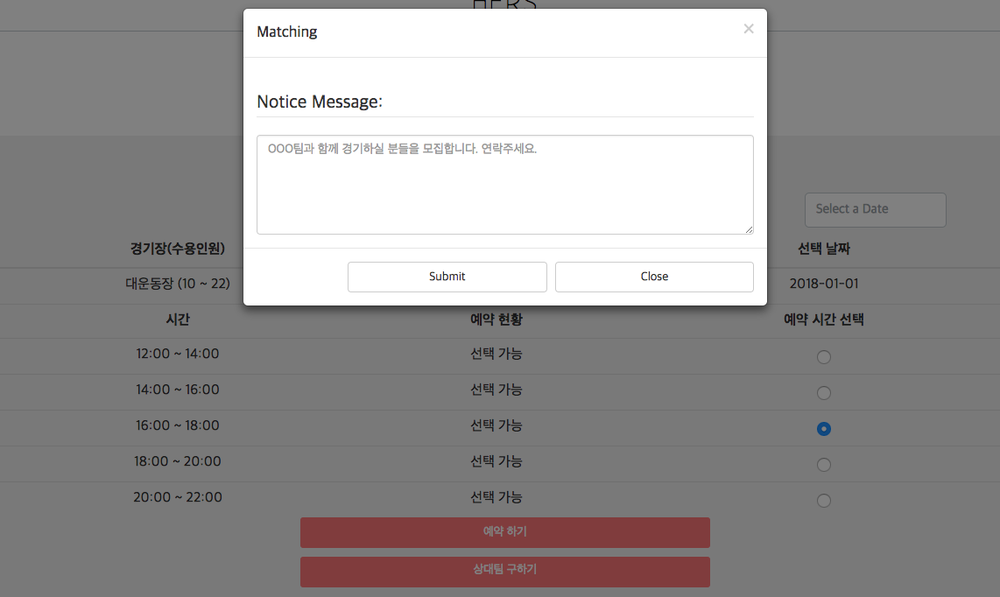 HERS
Matching
×
Notice Message:
OOO팀과 함께 경기하실 분들을 모집합니다. 연락주세요.
Submit
Close
Select a Date
경기장(수용인원)
선택 날짜
대운동장 (10 ~ 22)
2018-01-01
시간
예약 현황
예약 시간 선택
12:00 ~ 14:00
선택 가능
14:00 ~ 16:00
선택 가능
16:00 ~ 18:00
선택 가능
18:00 ~ 20:00
선택 가능
20:00 ~ 22:00
선택 가능
예약 하기
상대팀 구하기